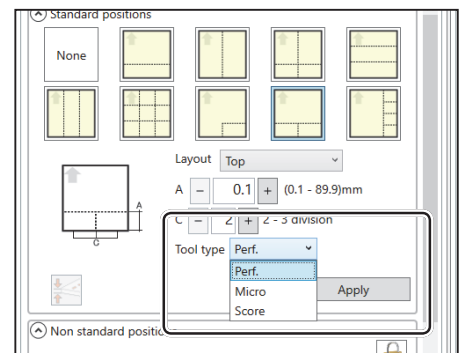 Standard positions
None
Layout Top
A - 0.1 + (0.1 - 89.9)mm
A
C - 2 + 2 - 3 division
C
Tool type Perf.
Perf.
Micro
Apply
Score
Non standard